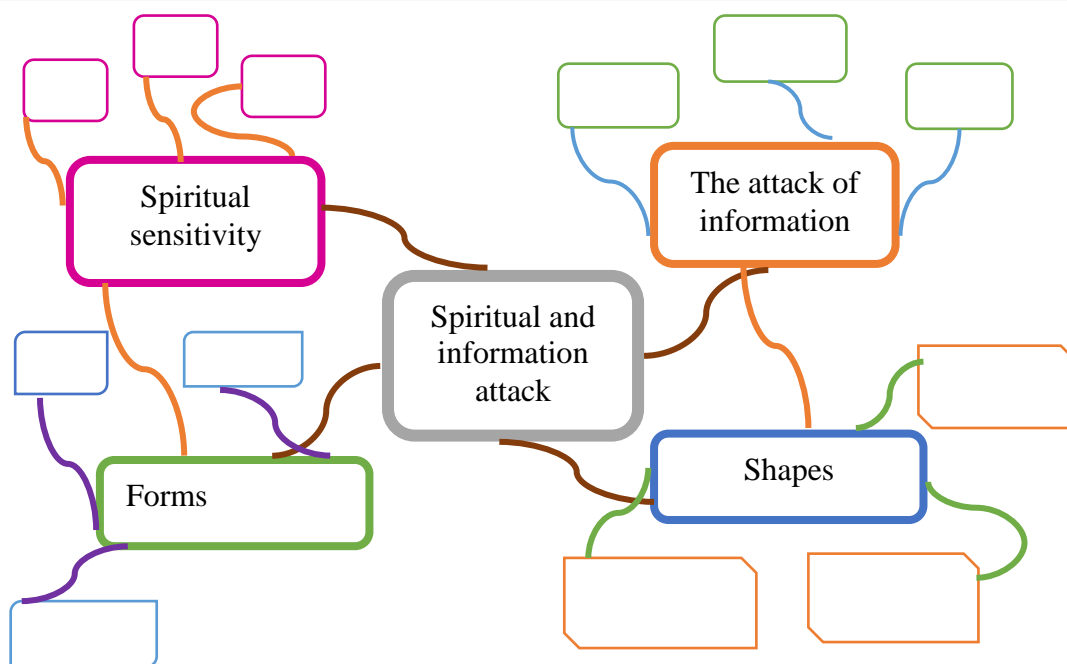 Spiritual
sensitivity
The attack of
information
Spiritual and
information
attack
Forms
Shapes